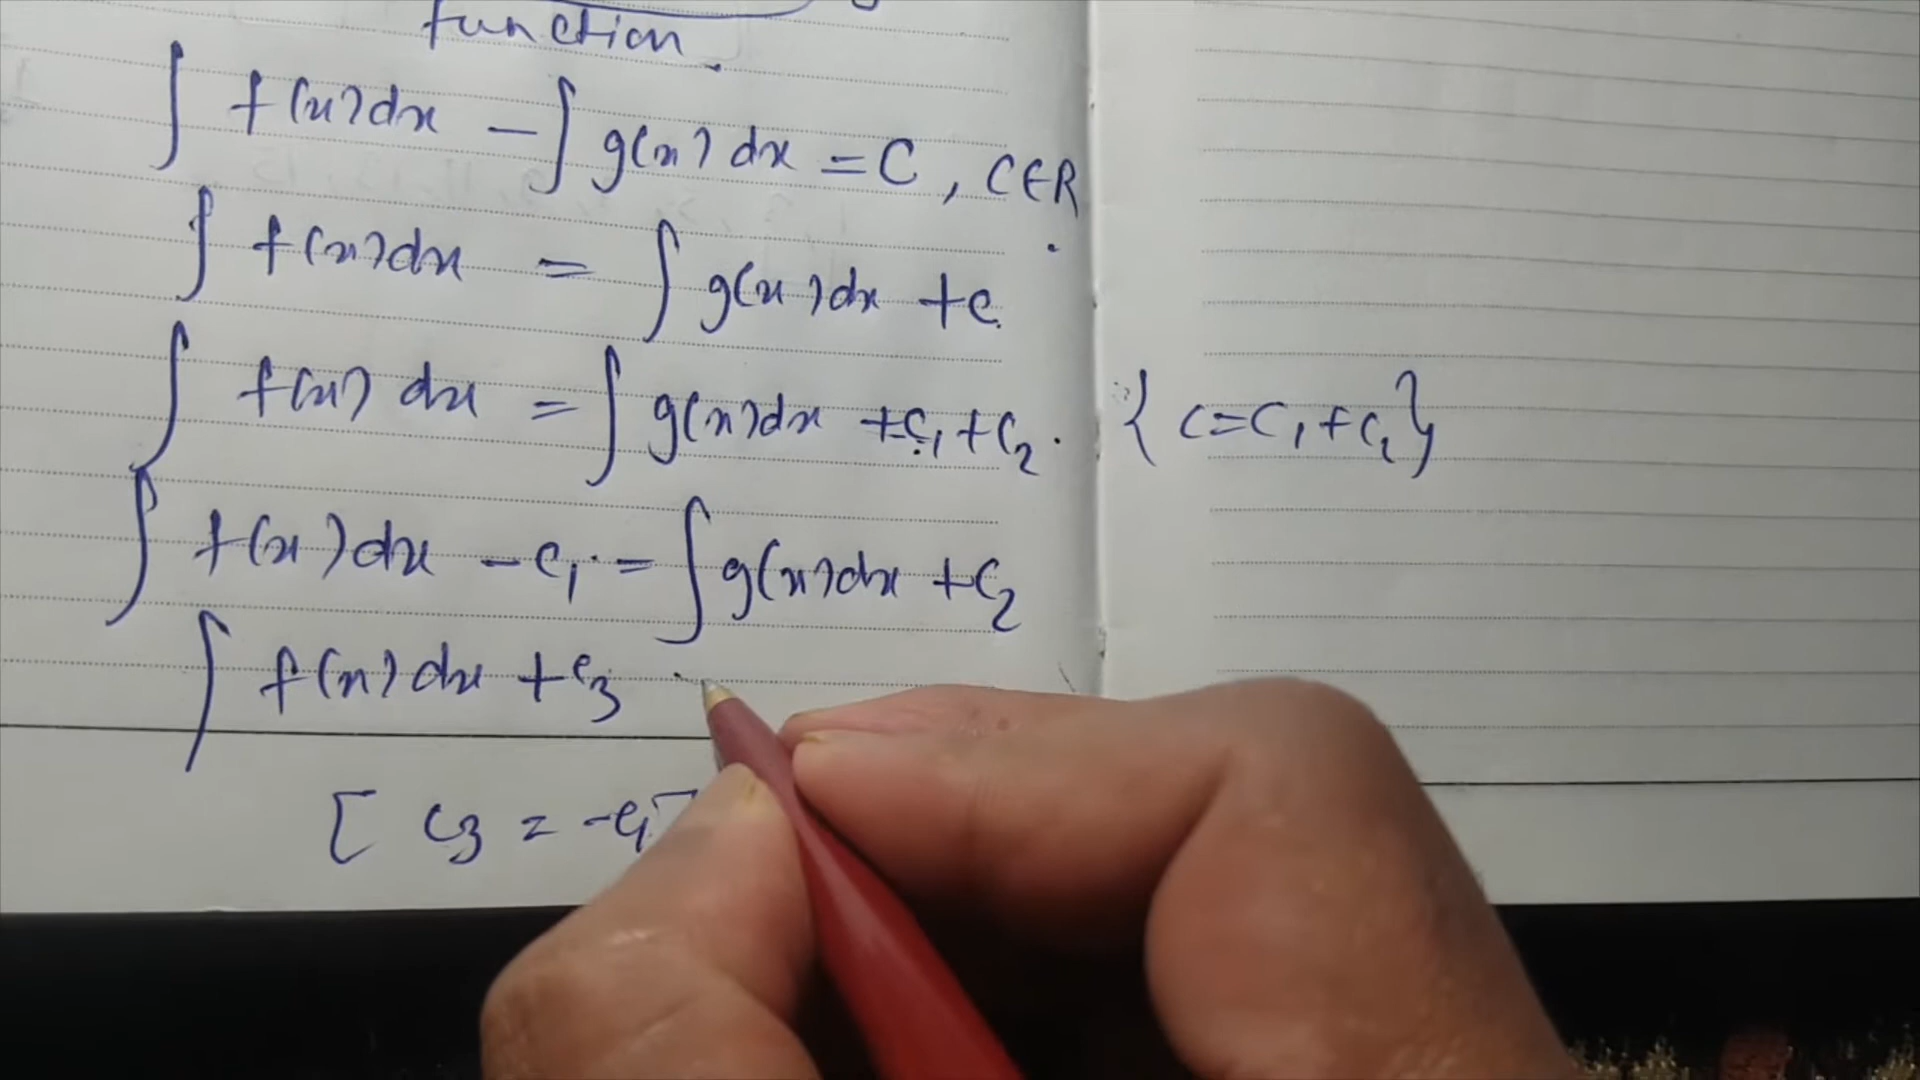 function
∫ f(x)dx − ∫ g(x) dx = C , C∈R
∫ f(x)dx = ∫ g(x)dx + c
∫ f(x) dx = ∫ g(x)dx + c₁ + c₂ . { c = c₁ + c₂ }
∫ f(x)dx − c₁ = ∫ g(x)dx + c₂
∫ f(x)dx + c₃
[ c₃ = −c₁ ]